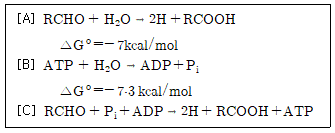 [A] RCHO + H₂O → 2H + RCOOH
△G°=−7kcal/mol
[B] ATP + H₂O → ADP+Pᵢ
△G°=−7·3 kcal/mol
[C] RCHO + Pᵢ+ADP → 2H + RCOOH+ATP